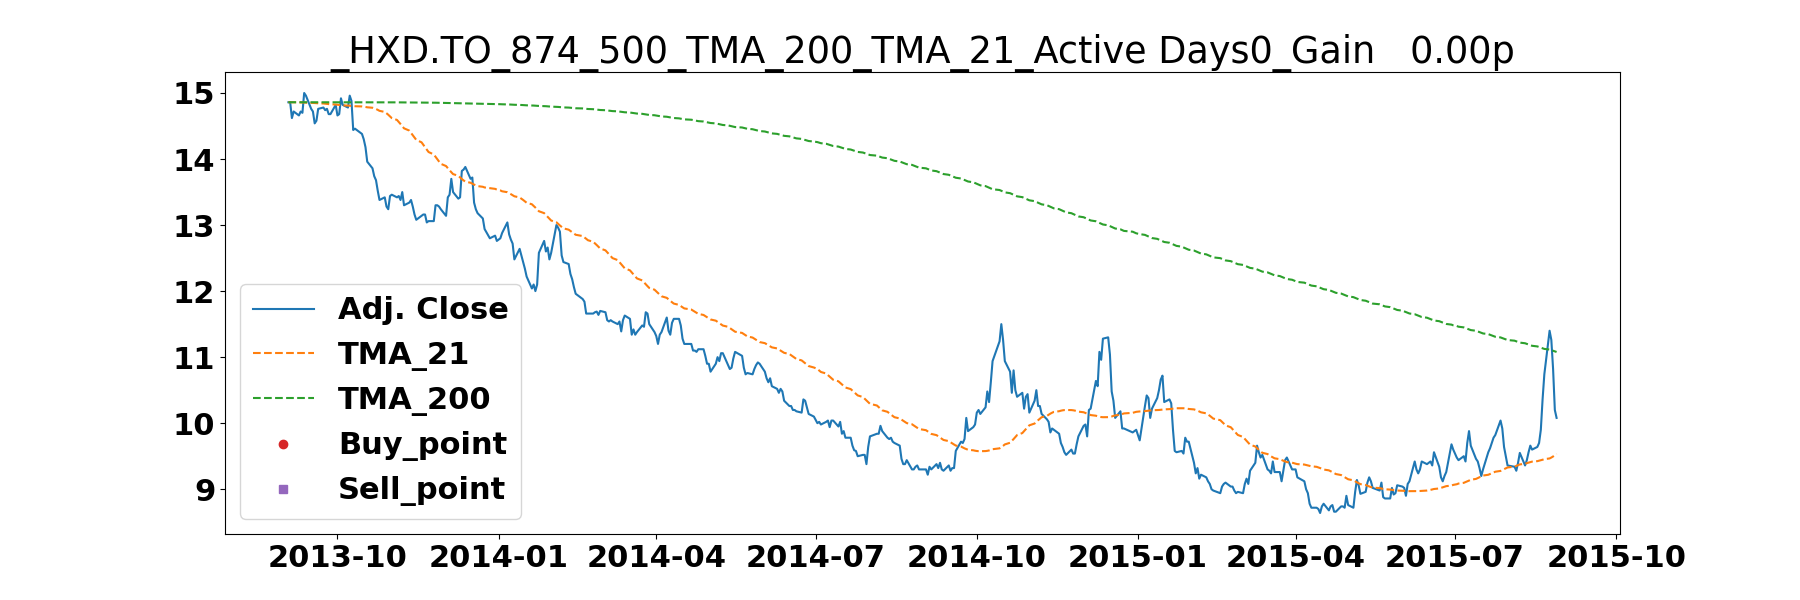 _HXD.TO_874_500_TMA_200_TMA_21_Active Days0_Gain   0.00p
15
14
13
12
11
10
9
Adj. Close
TMA_21
TMA_200
Buy_point
Sell_point
2013-10 2014-01 2014-04 2014-07 2014-10 2015-01 2015-04 2015-07 2015-10